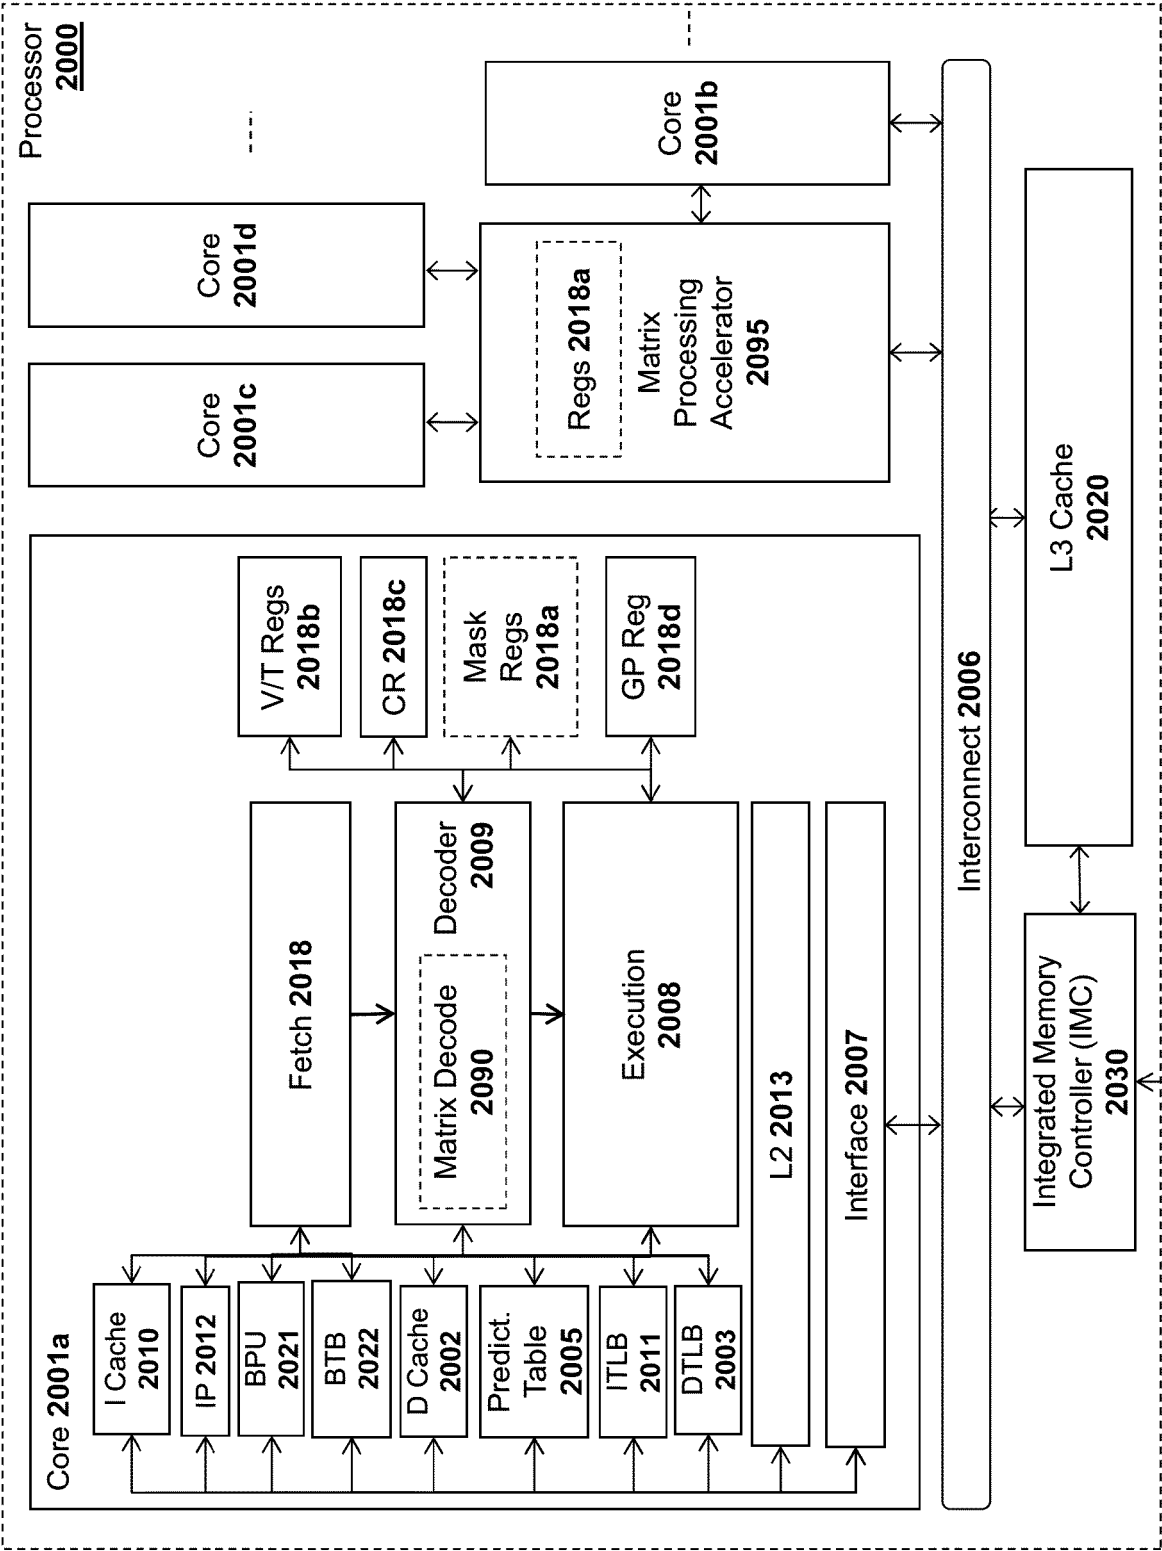 Processor
2000
Core 2001a
I Cache
2010
IP 2012
BPU
2021
BTB
2022
D Cache
2002
Predict.
Table
2005
ITLB
2011
DTLB
2003
Fetch 2018
Matrix Decode
2090
Decoder
2009
Execution
2008
L2 2013
Interface 2007
V/T Regs
2018b
CR 2018c
Mask
Regs
2018a
GP Reg
2018d
Core
2001c
Core
2001d
Regs 2018a
Matrix
Processing
Accelerator
2095
Core
2001b
Interconnect 2006
Integrated Memory
Controller (IMC)
2030
L3 Cache
2020